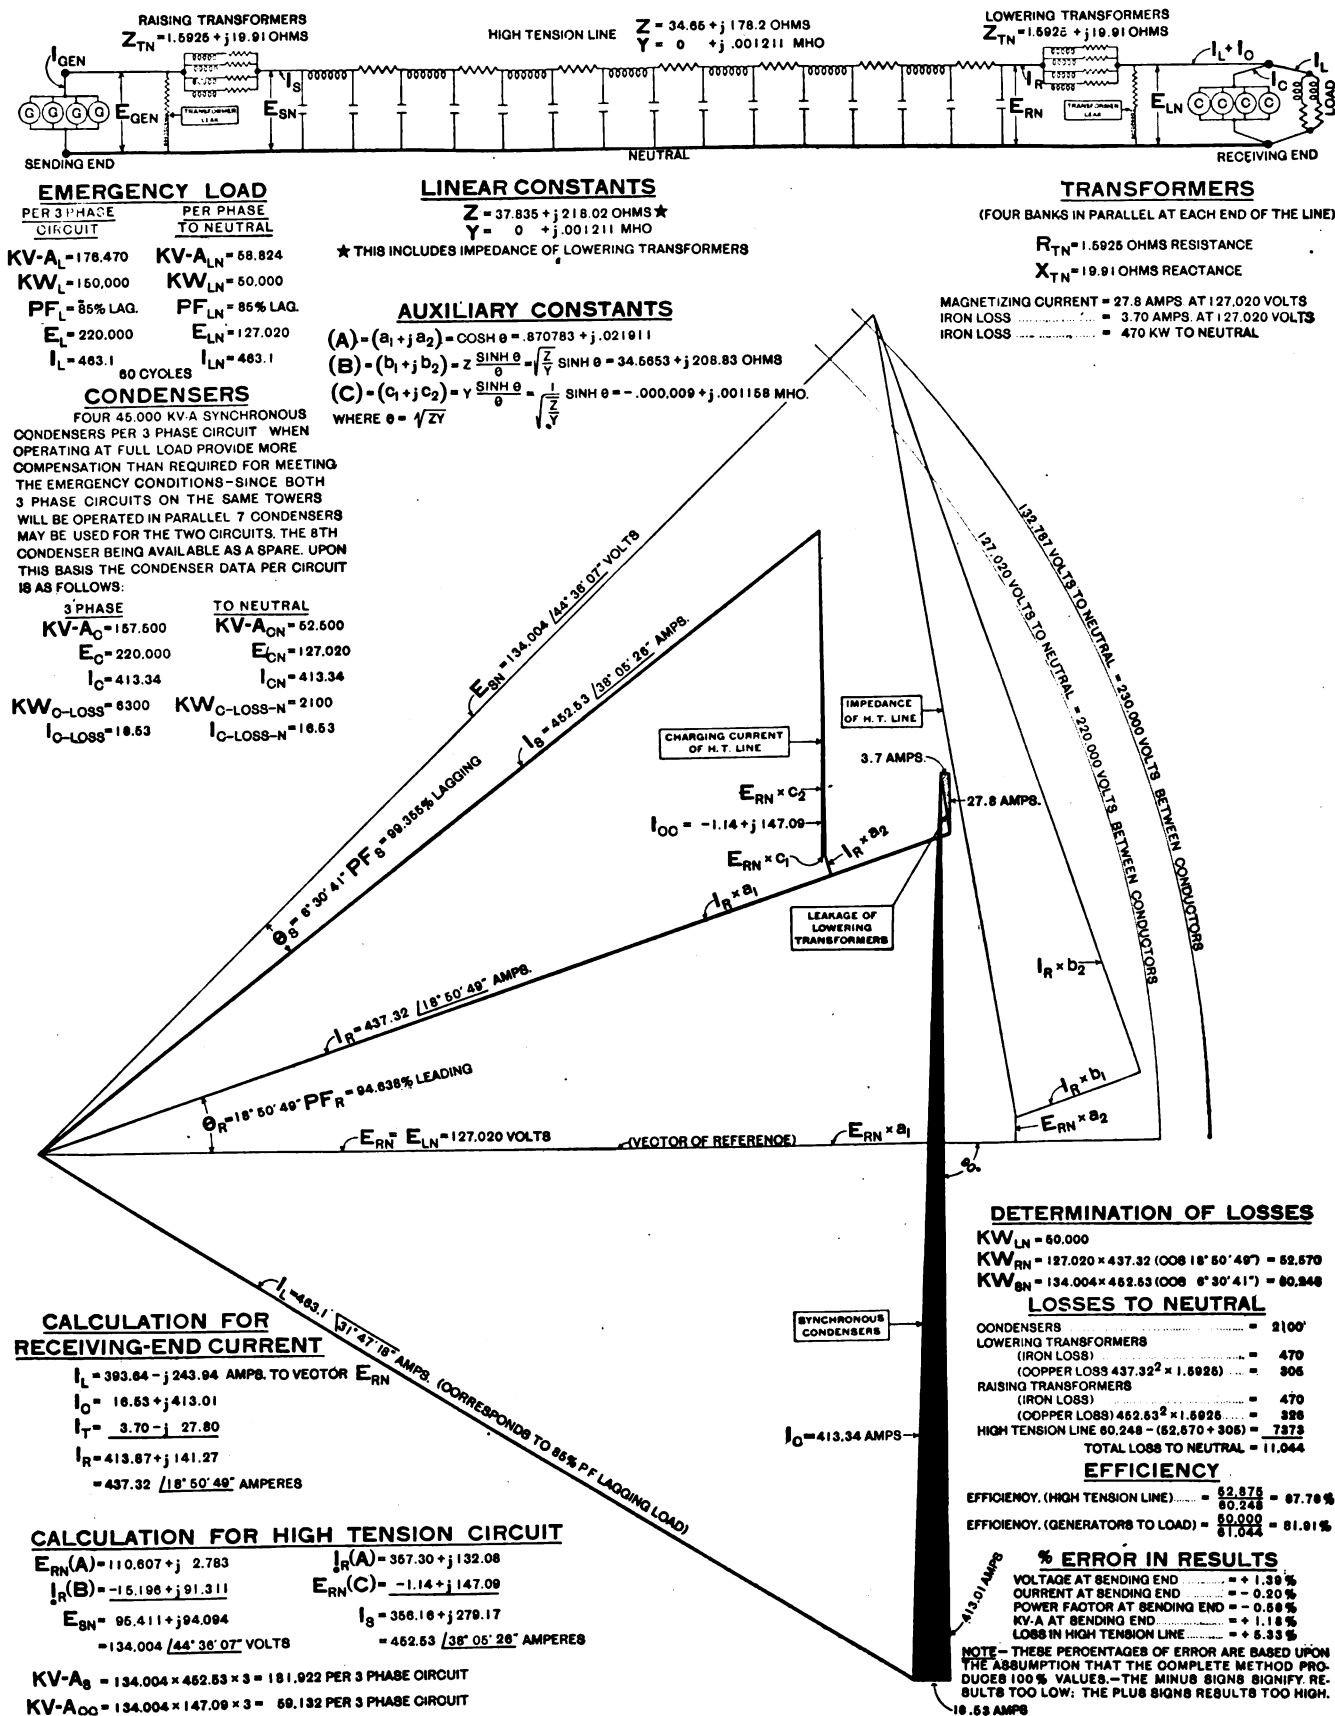 RAISING TRANSFORMERS
Z_TN = 1.5925 + j19.91 OHMS
HIGH TENSION LINE
Z = 34.65 + j 178.2 OHMS
Y = 0 + j .001211 MHO
LOWERING TRANSFORMERS
Z_TN = 1.5925 + j19.91 OHMS
I_GEN
E_GEN
TRANSFORMER LEAK
I_S
E_SN
I_R
E_RN
TRANSFORMER LEAK
I_L + I_C
E_LN
I_C
I_L
LOAD
G G G G
C C C C
SENDING END
NEUTRAL
RECEIVING END
EMERGENCY LOAD
PER 3 PHASE CIRCUIT
PER PHASE TO NEUTRAL
KV-A_L = 176.470 KV-A_LN = 58.824
KW_L = 150,000 KW_LN = 50.000
PF_L = 85% LAG. PF_LN = 85% LAG.
E_L = 220.000 E_LN = 127.020
I_L = 463.1 I_LN = 463.1
60 CYCLES
CONDENSERS
FOUR 45.000 KV-A SYNCHRONOUS
CONDENSERS PER 3 PHASE CIRCUIT WHEN
OPERATING AT FULL LOAD PROVIDE MORE
COMPENSATION THAN REQUIRED FOR MEETING
THE EMERGENCY CONDITIONS-SINCE BOTH
3 PHASE CIRCUITS ON THE SAME TOWERS
WILL BE OPERATED IN PARALLEL 7 CONDENSERS
MAY BE USED FOR THE TWO CIRCUITS. THE 8TH
CONDENSER BEING AVAILABLE AS A SPARE. UPON
THIS BASIS THE CONDENSER DATA PER CIRCUIT
IS AS FOLLOWS:
3 PHASE TO NEUTRAL
KV-A_C = 157.500 KV-A_CN = 52.500
E_C = 220.000 E_CN = 127.020
I_C = 413.34 I_CN = 413.34
KW_C-LOSS = 6300 KW_C-LOSS-N = 2100
I_C-LOSS = 16.53 I_C-LOSS-N = 16.53
LINEAR CONSTANTS
Z = 37.835 + j 218.02 OHMS ★
Y = 0 + j .001211 MHO
★ THIS INCLUDES IMPEDANCE OF LOWERING TRANSFORMERS
AUXILIARY CONSTANTS
(A) = (a₁ + j a₂) = COSH θ = .870783 + j .021911
(B) = (b₁ + j b₂) = Z SINH θ/θ = √(Z/Y) SINH θ = 34.5653 + j 208.83 OHMS
(C) = (c₁ + j c₂) = Y SINH θ/θ = 1/√(Z/Y) SINH θ = -.000,009 + j .001158 MHO.
WHERE θ = √ZY
TRANSFORMERS
(FOUR BANKS IN PARALLEL AT EACH END OF THE LINE)
R_TN = 1.5925 OHMS RESISTANCE
X_TN = 19.91 OHMS REACTANCE
MAGNETIZING CURRENT = 27.8 AMPS. AT 127,020 VOLTS
IRON LOSS = 3.70 AMPS. AT 127.020 VOLTS
IRON LOSS = 470 KW TO NEUTRAL
132.787 VOLTS TO NEUTRAL = 230.000 VOLTS BETWEEN CONDUCTORS
127.020 VOLTS TO NEUTRAL = 220.000 VOLTS BETWEEN CONDUCTORS
E_SN = 134.004 /44° 36' 07" VOLTS
I_S = 452.53 /38° 05' 26" AMPS.
θ_S = 6° 30' 41" PF_S = 99.355% LAGGING
IMPEDANCE OF H.T. LINE
CHARGING CURRENT OF H.T. LINE
3.7 AMPS.
27.8 AMPS.
E_RN × c₂
I_OO = -1.14 + j 147.09
E_RN × c₁
I_R × a₂
I_R × a₁
LEAKAGE OF LOWERING TRANSFORMERS
I_R × b₂
I_R = 437.32 /18° 50' 49" AMPS.
θ_R = 18° 50' 49" PF_R = 94.638% LEADING
I_R × b₁
E_RN = E_LN = 127.020 VOLTS
(VECTOR OF REFERENCE)
E_RN × a₁
E_RN × a₂
90°
I_L = 463.1 \31° 47' 18" AMPS. (CORRESPONDS TO 85% PF LAGGING LOAD)
SYNCHRONOUS CONDENSERS
I_C = 413.34 AMPS
413.01 AMPS
16.53 AMPS
CALCULATION FOR
RECEIVING-END CURRENT
I_L = 393.64 - j 243.94 AMPS. TO VECTOR E_RN
I_C = 16.53 + j 413.01
I_T = 3.70 - j 27.80
I_R = 413.87 + j 141.27
= 437.32 /18° 50' 49" AMPERES
CALCULATION FOR HIGH TENSION CIRCUIT
E_RN(A) = 110.607 + j 2.783 I_R(A) = 357.30 + j 132.08
I_R(B) = -15.196 + j 91.311 E_RN(C) = -1.14 + j 147.09
E_SN = 95.411 + j 94.094 I_S = 356.16 + j 279.17
= 134.004 /44° 36' 07" VOLTS = 452.53 /38° 05' 26" AMPERES
KV-A_S = 134.004 × 452.53 × 3 = 181,922 PER 3 PHASE CIRCUIT
KV-A_OO = 134.004 × 147.09 × 3 = 59,132 PER 3 PHASE CIRCUIT
DETERMINATION OF LOSSES
KW_LN = 50.000
KW_RN = 127.020 × 437.32 (COS 18° 50' 49") = 52,570
KW_SN = 134.004 × 452.53 (COS 6° 30' 41") = 60,248
LOSSES TO NEUTRAL
CONDENSERS = 2100
LOWERING TRANSFORMERS
(IRON LOSS) = 470
(COPPER LOSS 437.32² × 1.5925) = 305
RAISING TRANSFORMERS
(IRON LOSS) = 470
(COPPER LOSS) 452.53² × 1.5925 = 326
HIGH TENSION LINE 60,248 - (52,570 + 305) = 7373
TOTAL LOSS TO NEUTRAL = 11,044
EFFICIENCY
EFFICIENCY. (HIGH TENSION LINE) = 52,875/60.248 = 87.76%
EFFICIENCY. (GENERATORS TO LOAD) = 50.000/61.044 = 81.91%
% ERROR IN RESULTS
VOLTAGE AT SENDING END = + 1.39%
CURRENT AT SENDING END = - 0.20%
POWER FACTOR AT SENDING END = - 0.56%
KV-A AT SENDING END = + 1.18%
LOSS IN HIGH TENSION LINE = + 5.33%
NOTE - THESE PERCENTAGES OF ERROR ARE BASED UPON
THE ASSUMPTION THAT THE COMPLETE METHOD PRO-
DUCES 100% VALUES.-THE MINUS SIGNS SIGNIFY. RE-
SULTS TOO LOW: THE PLUS SIGNS RESULTS TOO HIGH.